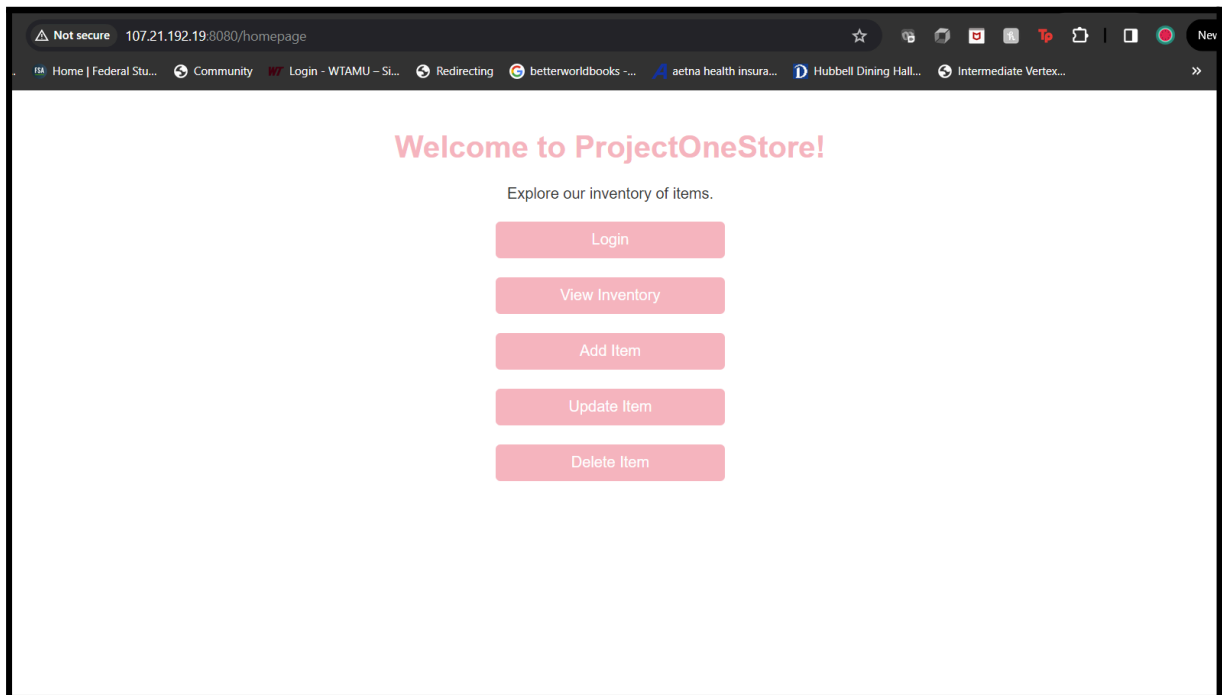 Not secure 107.21.192.19:8080/homepage
New
Home | Federal Stu... Community WT Login - WTAMU – Si... Redirecting betterworldbooks -... aetna health insura... Hubbell Dining Hall... Intermediate Vertex... »
Welcome to ProjectOneStore!
Explore our inventory of items.
Login
View Inventory
Add Item
Update Item
Delete Item